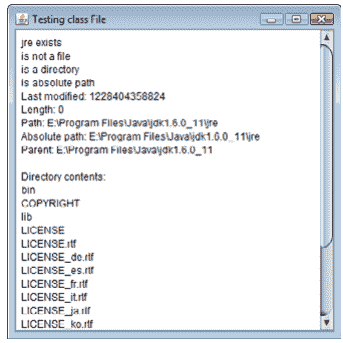 Testing class File
jre exists
is not a file
is a directory
is absolute path
Last modified: 1228404358824
Length: 0
Path: E:\Program Files\Java\jdk1.6.0_11\jre
Absolute path: E:\Program Files\Java\jdk1.6.0_11\jre
Parent: E:\Program Files\Java\jdk1.6.0_11
Directory contents:
bin
COPYRIGHT
lib
LICENSE
LICENSE.rtf
LICENSE_de.rtf
LICENSE_es.rtf
LICENSE_fr.rtf
LICENSE_it.rtf
LICENSE_ja.rtf
LICENSE_ko.rtf